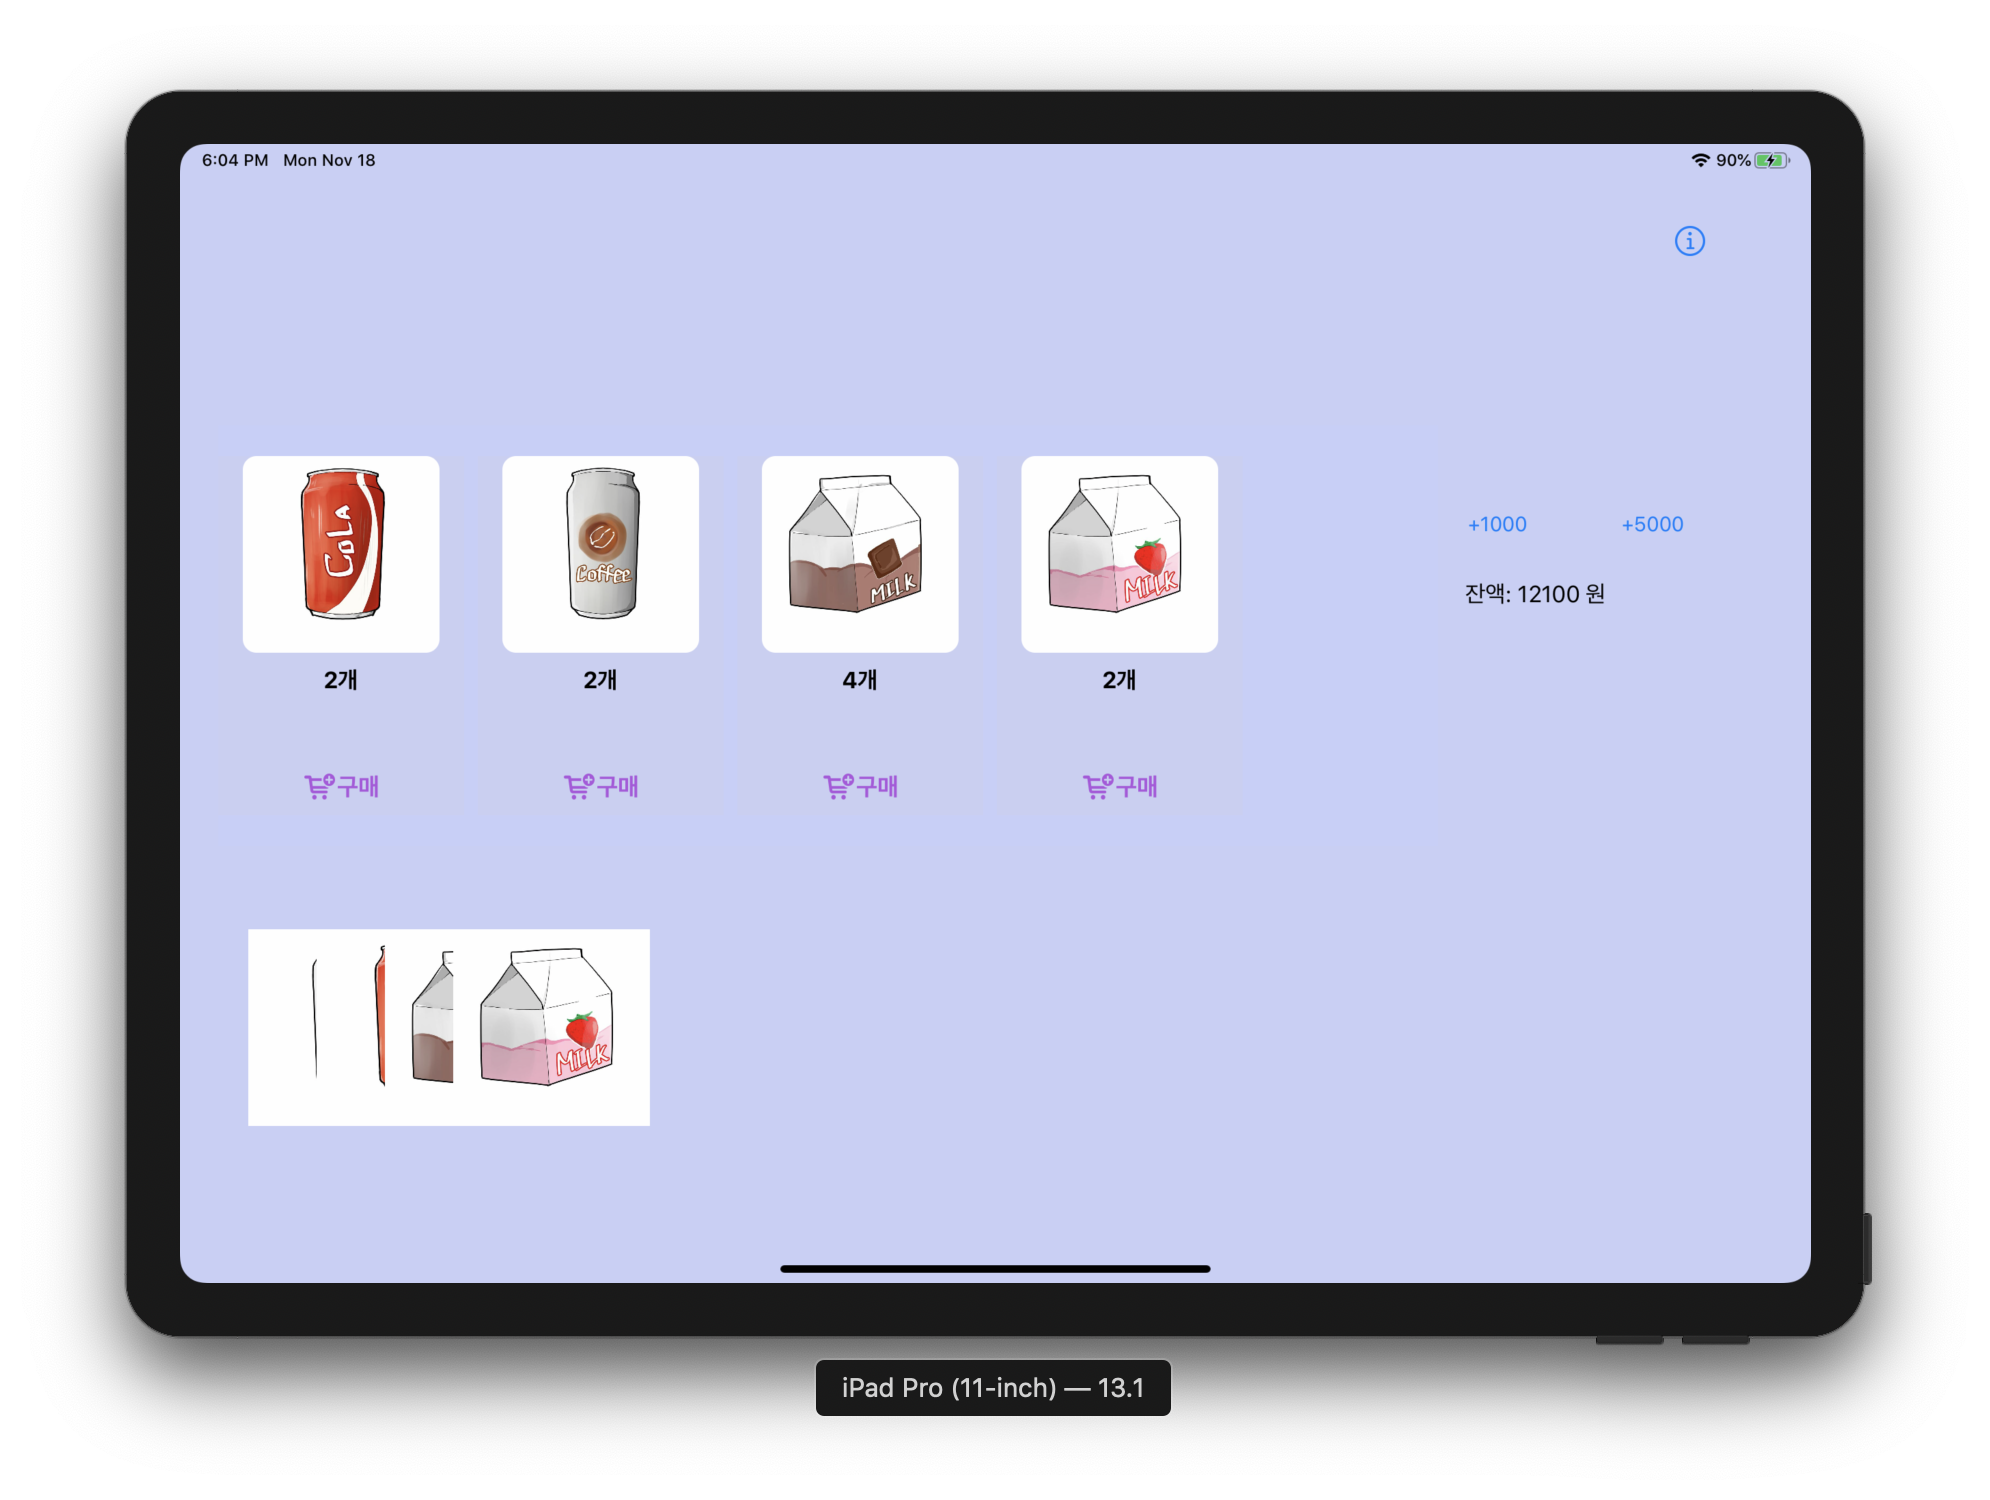 6:04 PM Mon Nov 18
90%
CoLA
Coffee
MILK
MILK
+1000 +5000
잔액: 12100 원
2개 2개 4개 2개
구매 구매 구매 구매
MILK
iPad Pro (11-inch) — 13.1